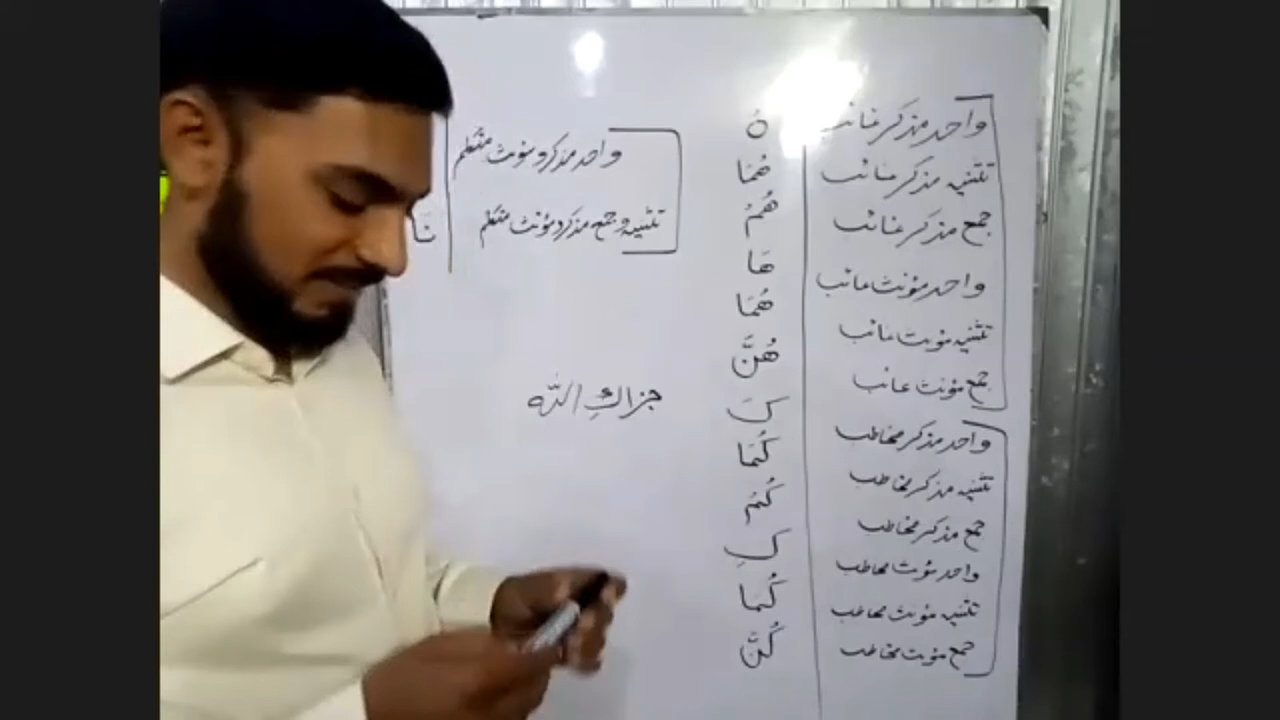 واحد مذکر غائب ہُ
تثنیہ مذکر غائب ھُمَا
جمع مذکر غائب ھُمْ
واحد مؤنث غائب ھَا
تثنیہ مؤنث غائب ھُمَا
جمع مؤنث غائب ھُنَّ
واحد مذکر مخاطب کَ
تثنیہ مذکر مخاطب کُمَا
جمع مذکر مخاطب کُمْ
واحد مؤنث مخاطب کِ
تثنیہ مؤنث مخاطب کُمَا
جمع مؤنث مخاطب کُنَّ
واحد مذکر و مؤنث متکلم
تثنیہ و جمع مذکر و مؤنث متکلم نَا
جزاکِ اللّٰہ